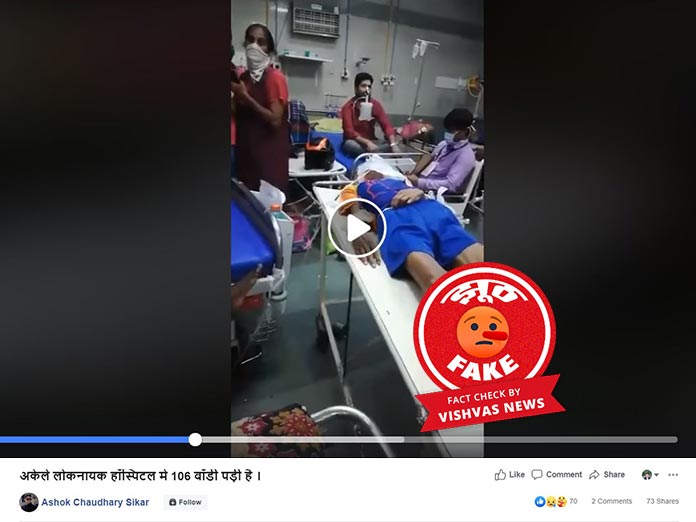 झूठ
FAKE
FACT CHECK BY
VISHVAS NEWS
अकेले लोकनायक हॉस्पिटल मे 106 वॉडी पड़ी है ।
Like Comment Share
Ashok Chaudhary Sikar Follow
70 2 Comments 73 Shares